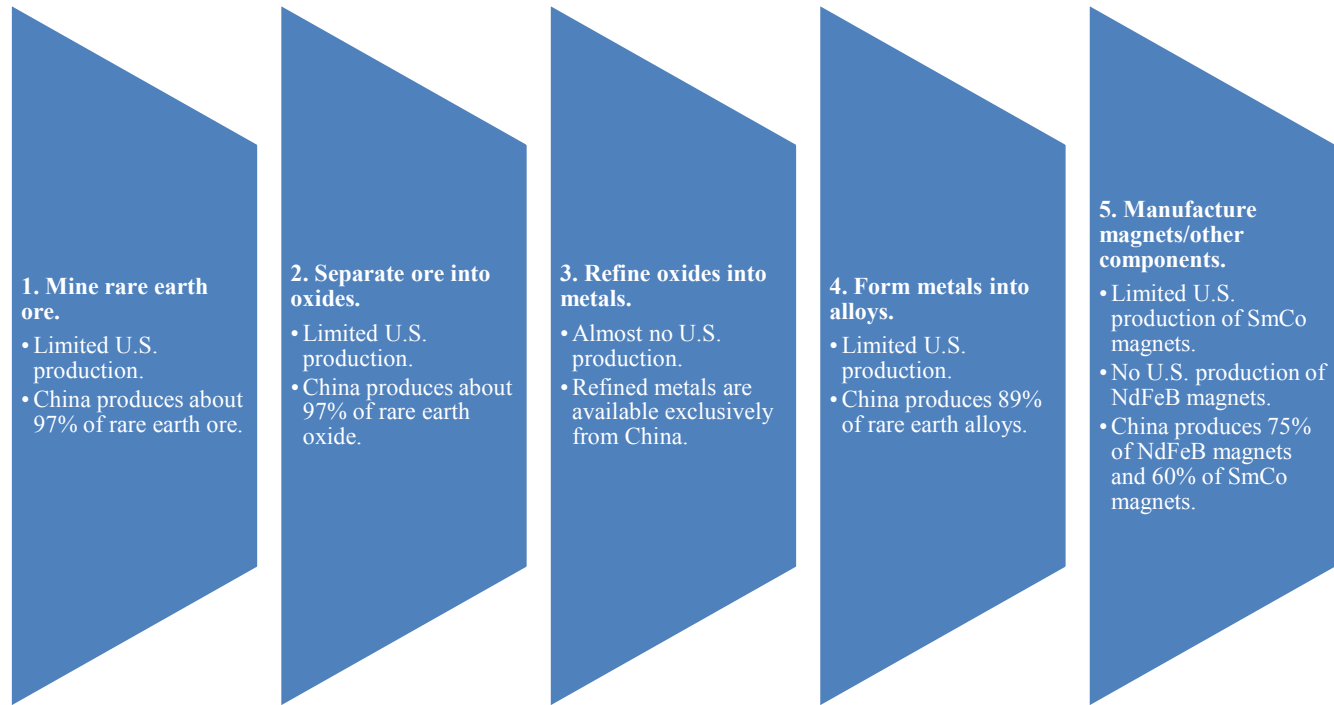 1. Mine rare earth
ore.
• Limited U.S.
production.
• China produces about
97% of rare earth ore.
2. Separate ore into
oxides.
• Limited U.S.
production.
• China produces about
97% of rare earth
oxide.
3. Refine oxides into
metals.
• Almost no U.S.
production.
• Refined metals are
available exclusively
from China.
4. Form metals into
alloys.
• Limited U.S.
production.
• China produces 89%
of rare earth alloys.
5. Manufacture
magnets/other
components.
• Limited U.S.
production of SmCo
magnets.
• No U.S. production of
NdFeB magnets.
• China produces 75%
of NdFeB magnets
and 60% of SmCo
magnets.